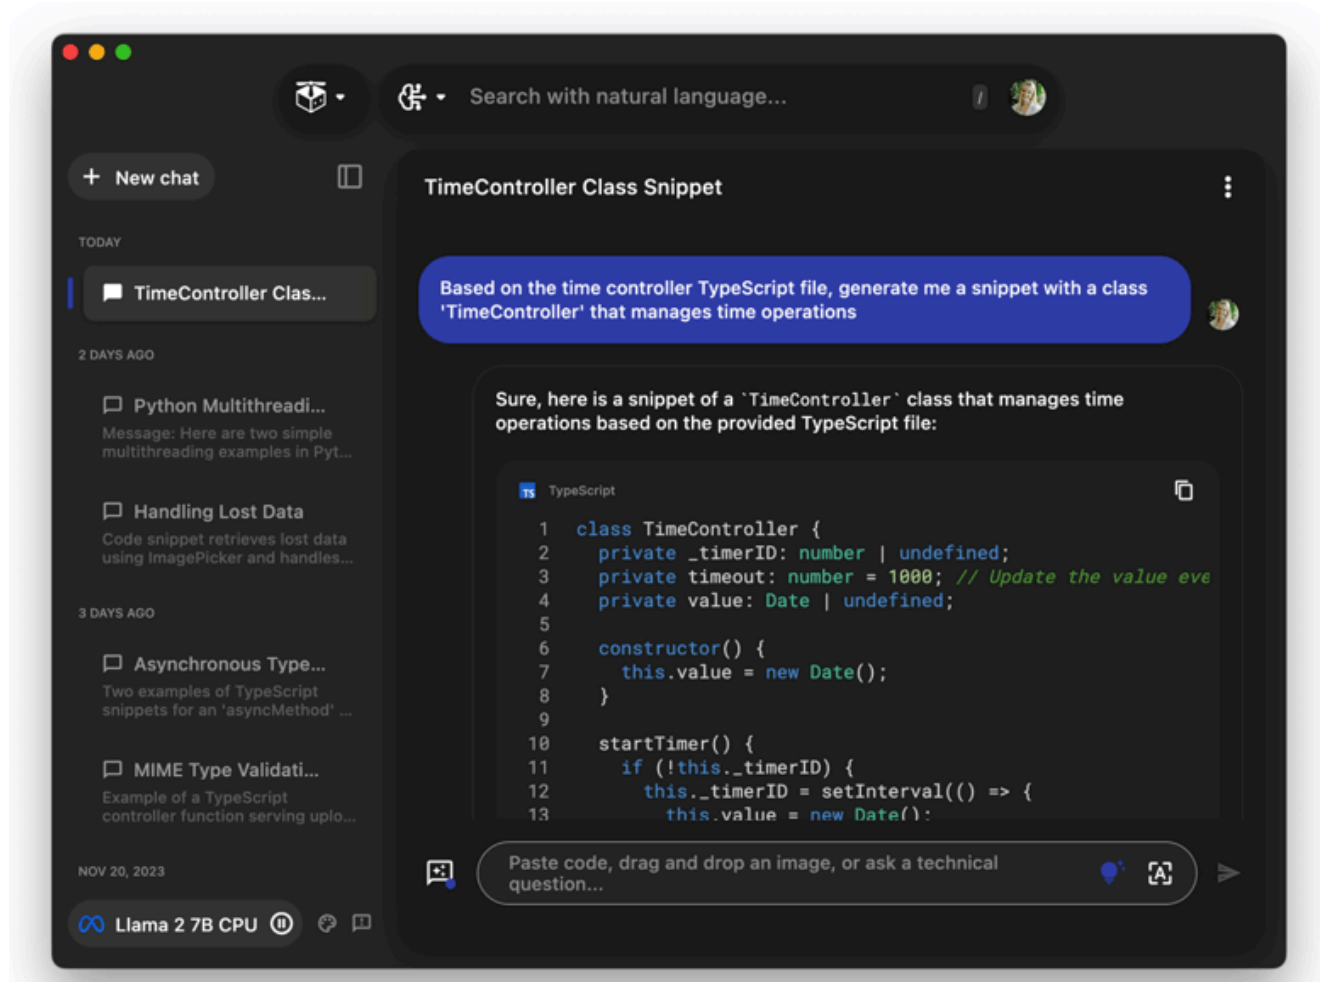 Search with natural language...
/
+ New chat
TimeController Class Snippet
TODAY
TimeController Clas...
2 DAYS AGO
Python Multithreadi...
Message: Here are two simple
multithreading examples in Pyt...
Handling Lost Data
Code snippet retrieves lost data
using ImagePicker and handles...
3 DAYS AGO
Asynchronous Type...
Two examples of TypeScript
snippets for an 'asyncMethod' ...
MIME Type Validati...
Example of a TypeScript
controller function serving uplo...
NOV 20, 2023
Llama 2 7B CPU
Based on the time controller TypeScript file, generate me a snippet with a class
'TimeController' that manages time operations
Sure, here is a snippet of a `TimeController` class that manages time
operations based on the provided TypeScript file:
TS TypeScript
1 class TimeController {
2 private _timerID: number | undefined;
3 private timeout: number = 1000; // Update the value eve
4 private value: Date | undefined;
5
6 constructor() {
7 this.value = new Date();
8 }
9
10 startTimer() {
11 if (!this._timerID) {
12 this._timerID = setInterval(() => {
13 this.value = new Date();
Paste code, drag and drop an image, or ask a technical
question...
A